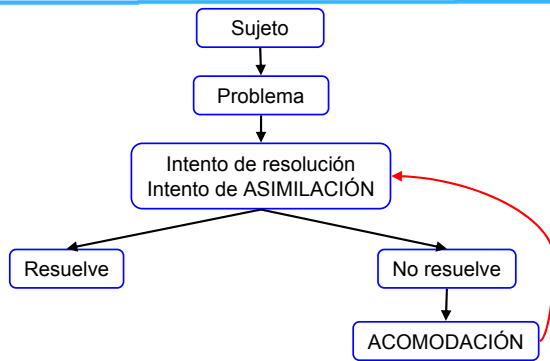 Sujeto
Problema
Intento de resolución
Intento de ASIMILACIÓN
Resuelve
No resuelve
ACOMODACIÓN